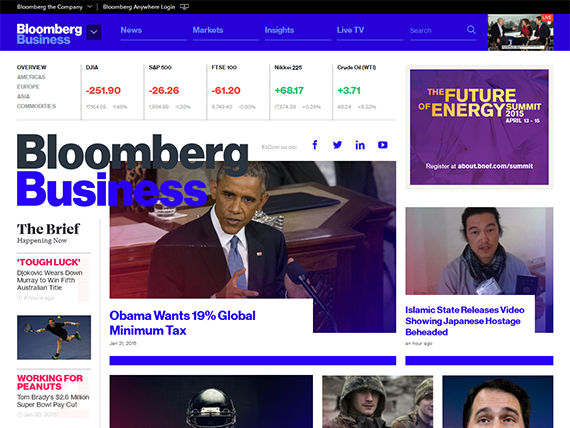 Bloomberg the Company
Bloomberg Anywhere Login
Bloomberg
Business
News
Markets
Insights
Live TV
Search
LIVE
OVERVIEW
AMERICAS
EUROPE
ASIA
COMMODITIES
DJIA
-251.90
17,164.95 -1.45%
S&P 500
-26.26
1,994.99 -1.30%
FTSE 100
-61.20
6,749.40 -0.90%
Nikkei 225
+68.17
17,674.39 +0.39%
Crude Oil (WTI)
+3.71
48.24
THE FUTURE
OF ENERGY SUMMIT
2015
APRIL 13 - 15
Register at about.bnef.com/summit
Bloomberg
Business
Follow us on:
The Brief
Happening Now
'TOUGH LUCK'
Djokovic Wears Down
Murray to Win Fifth
Australian Title
4 hours ago
WORKING FOR
PEANUTS
Tom Brady's $2.6 Million
Super Bowl Pay Cut
Jan 30, 2015
Obama Wants 19% Global
Minimum Tax
Jan 31, 2015
Islamic State Releases Video
Showing Japanese Hostage
Beheaded
an hour ago